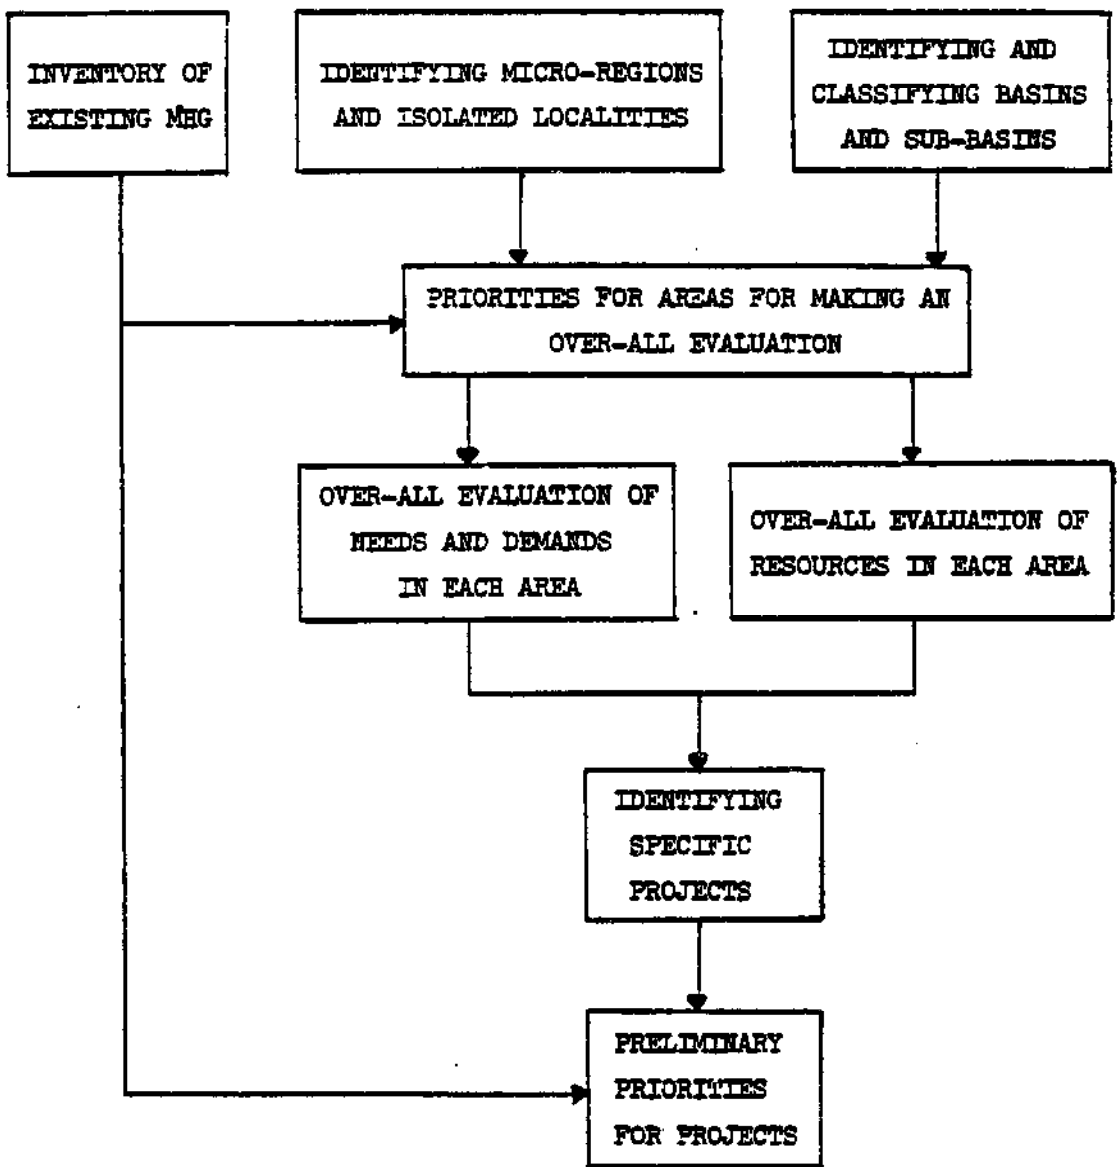 INVENTORY OF
EXISTING MHG
IDENTIFYING MICRO-REGIONS
AND ISOLATED LOCALITIES
IDENTIFYING AND
CLASSIFYING BASINS
AND SUB-BASINS
PRIORITIES FOR AREAS FOR MAKING AN
OVER-ALL EVALUATION
OVER-ALL EVALUATION OF
NEEDS AND DEMANDS
IN EACH AREA
OVER-ALL EVALUATION OF
RESOURCES IN EACH AREA
IDENTIFYING
SPECIFIC
PROJECTS
PRELIMINARY
PRIORITIES
FOR PROJECTS